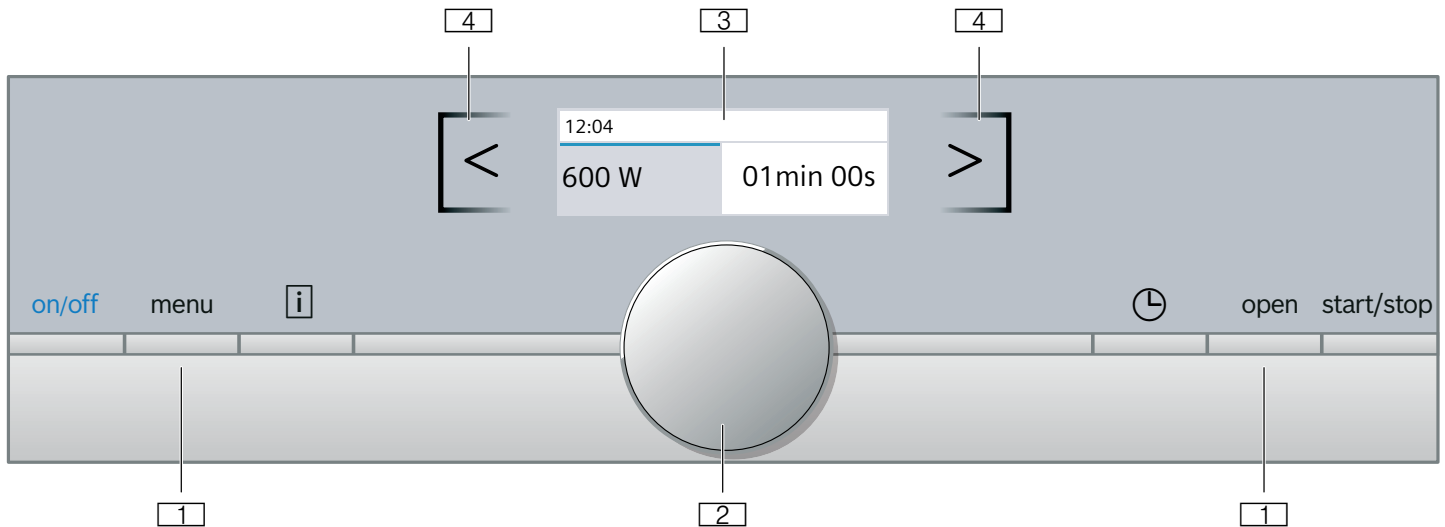 4 3 4
< 12:04 >
600 W 01min 00s
on/off menu i open start/stop
1 2 1